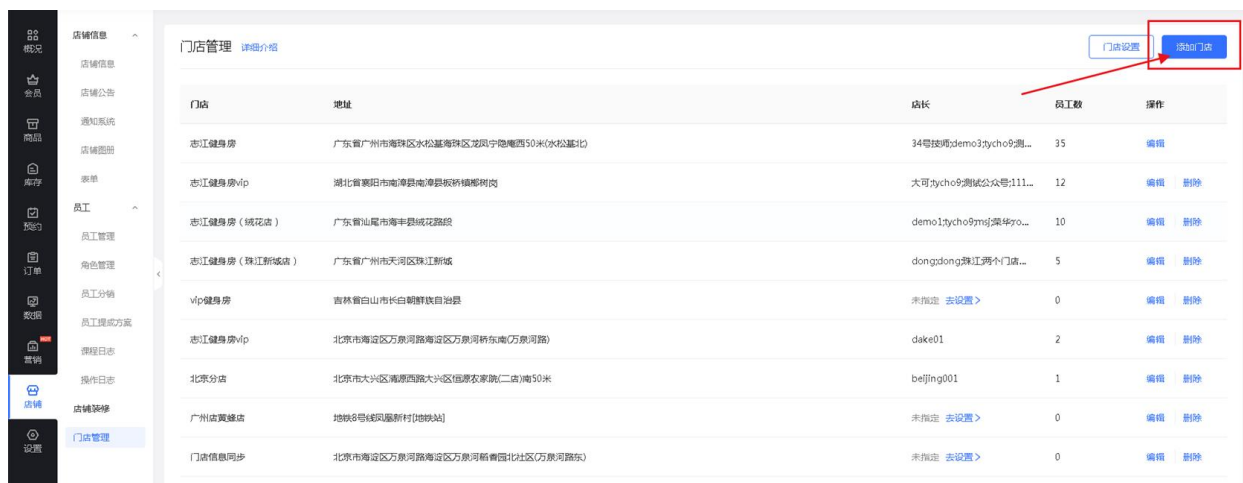 概况
会员
商品
库存
预约
订单
数据
HOT
营销
店铺
设置
店铺信息
店铺信息
店铺公告
通知系统
店铺图册
表单
员工
员工管理
角色管理
员工分销
员工提成方案
课程日志
操作日志
店铺装修
门店管理
门店管理 详细介绍
门店设置 添加门店
门店 地址 店长 员工数 操作
志江健身房 广东省广州市海珠区水松基海珠区龙凤宁隐庵西50米(水松基北) 34号技师;demo3;tycho9;测... 35 编辑
志江健身房vip 湖北省襄阳市南漳县南漳县板桥镇梆树岗 大可;tycho9;测试公众号;111... 12 编辑 删除
志江健身房(绒花店) 广东省汕尾市海丰县绒花路段 demo1;tycho9;msj;荣华;ro... 10 编辑 删除
志江健身房(珠江新城店) 广东省广州市天河区珠江新城 dong;dong;珠江;两个门店... 5 编辑 删除
vip健身房 吉林省白山市长白朝鲜族自治县 未指定 去设置> 0 编辑 删除
志江健身房vip 北京市海淀区万泉河路海淀区万泉河桥东南(万泉河路) dake01 2 编辑 删除
北京分店 北京市大兴区清源西路大兴区恒源农家院(二店)南50米 beijing001 1 编辑 删除
广州店黄蜂店 地铁8号线凤凰新村[地铁站] 未指定 去设置> 0 编辑 删除
门店信息同步 北京市海淀区万泉河路海淀区万泉河稻香园北社区(万泉河路东) 未指定 去设置> 0 编辑 删除